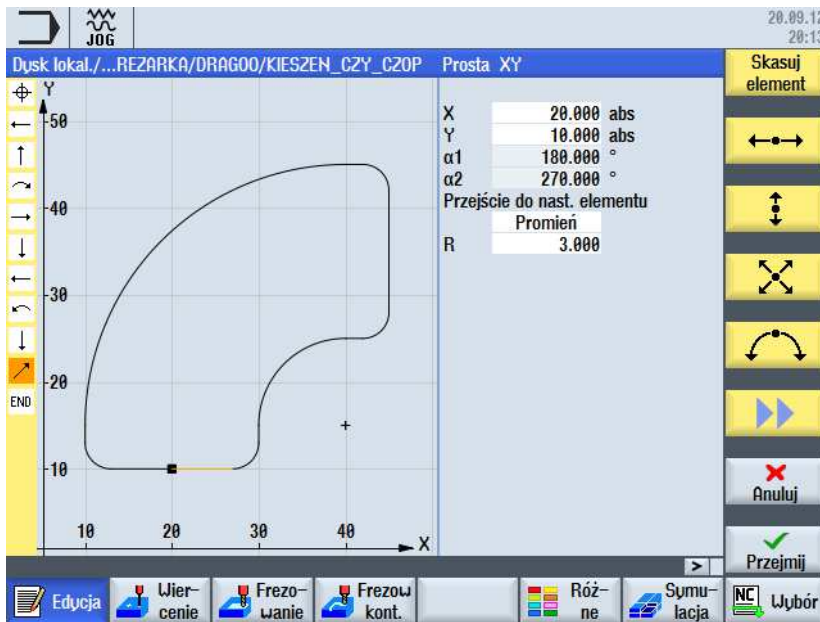 JOG
20.09.12
20:13
Dysk lokal./...REZARKA/DRAGOO/KIESZEN_CZY_CZOP
Prosta XY
Skasuj
element
Y
50
40
30
20
10
10 20 30 40
X
END
X 20.000 abs
Y 10.000 abs
α1 180.000 °
α2 270.000 °
Przejście do nast. elementu
Promień
R 3.000
Anuluj
Przejmij
>
Edycja
Wier-
cenie
Frezo-
wanie
Frezow
kont.
Róż-
ne
Symu-
lacja
NC
Wybór